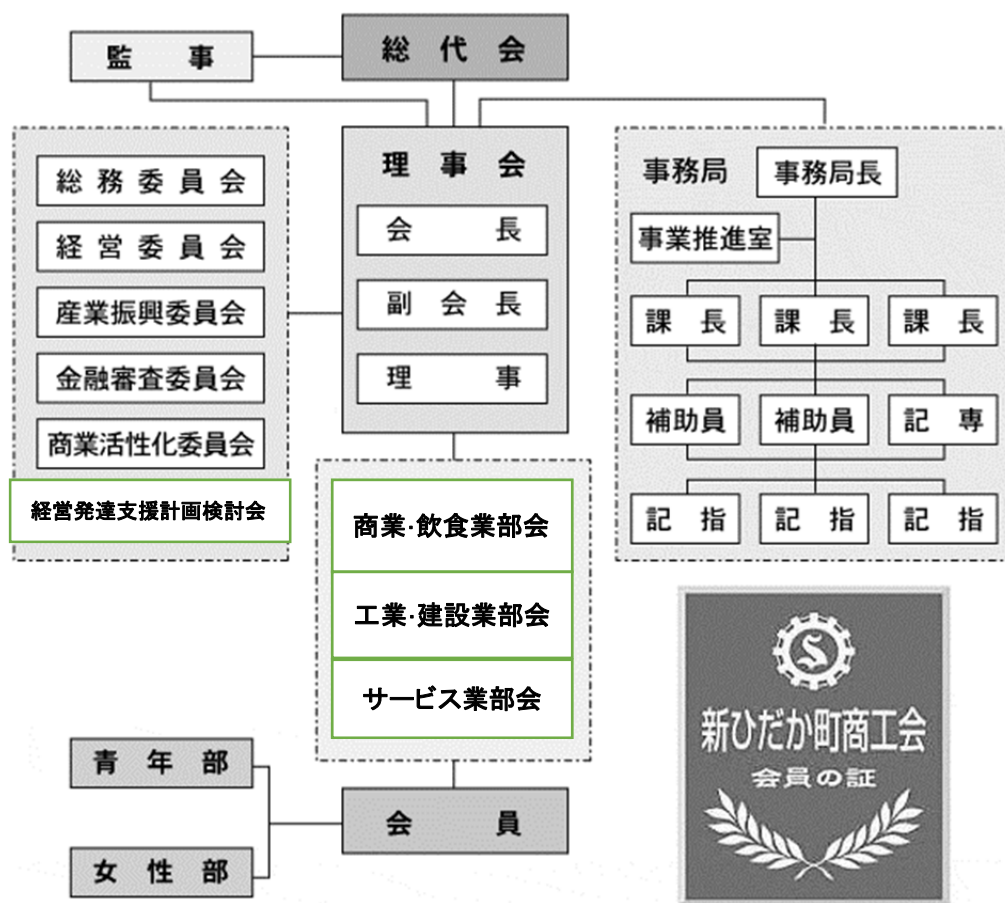 監事
総代会
総務委員会
経営委員会
産業振興委員会
金融審査委員会
商業活性化委員会
経営発達支援計画検討会
理事会
会長
副会長
理事
事務局
事務局長
事業推進室
課長
課長
課長
補助員
補助員
記専
記指
記指
記指
商業・飲食業部会
工業・建設業部会
サービス業部会
青年部
女性部
会員
S
新ひだか町商工会
会員の証